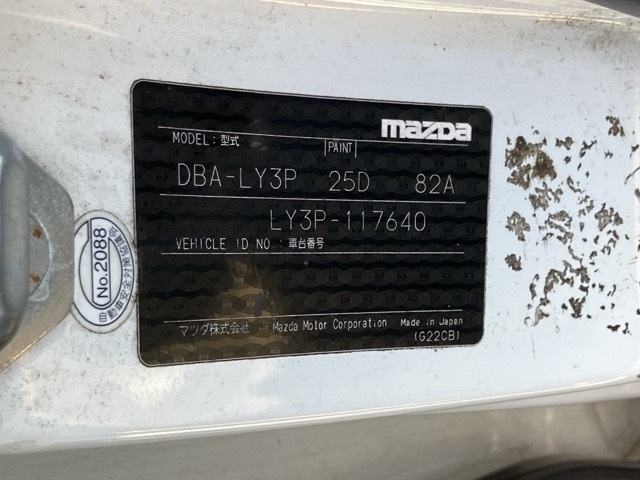 mazda
MODEL: 型式 PAINT
DBA-LY3P 25D 82A
LY3P-117640
VEHICLE ID NO. : 車台番号
マツダ株式会社 Mazda Motor Corporation Made in Japan
(G22CB)
No.2088